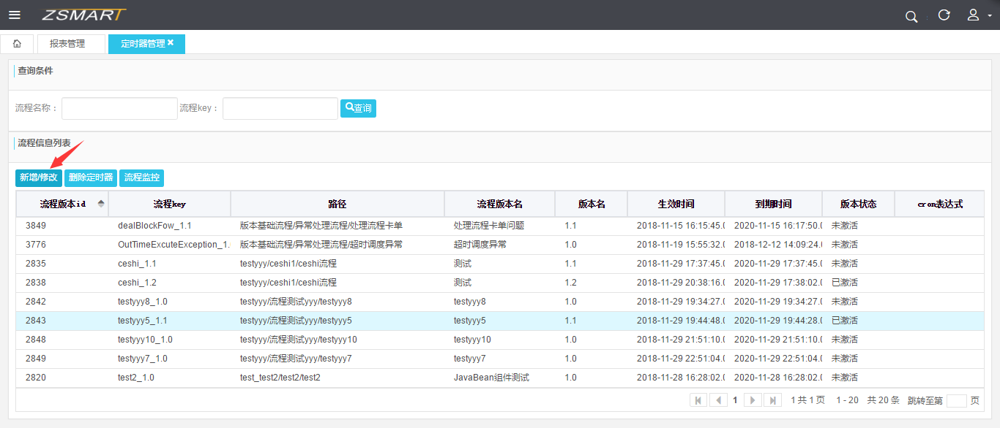 ZSMART
报表管理
定时器管理
查询条件
流程名称： 流程key： 查询
流程信息列表
新增/修改 删除定时器 流程监控
流程版本id 流程key 路径 流程版本名 版本名 生效时间 到期时间 版本状态 cron表达式
3849 dealBlockFow_1.1 版本基础流程/异常处理流程/处理流程卡单 处理流程卡单问题 1.1 2018-11-15 16:15:45.0 2020-11-15 16:17:50.0 未激活
3776 OutTimeExcuteException_1. 版本基础流程/异常处理流程/超时调度异常 超时调度异常 1.0 2018-11-19 15:55:32.0 2018-12-12 14:09:24.0 未激活
2835 ceshi_1.1 testyyy/ceshi1/ceshi流程 测试 1.1 2018-11-29 17:37:45.0 2020-11-29 17:37:45.0 未激活
2838 ceshi_1.2 testyyy/ceshi1/ceshi流程 测试 1.2 2018-11-29 20:38:16.0 2020-11-29 17:38:02.0 已激活
2842 testyyy8_1.0 testyyy/流程测试yyy/testyyy8 testyyy8 1.0 2018-11-29 19:34:27.0 2020-11-29 19:34:27.0 未激活
2843 testyyy5_1.1 testyyy/流程测试yyy/testyyy5 testyyy5 1.1 2018-11-29 19:44:48.0 2020-11-29 19:44:28.0 已激活
2848 testyyy10_1.0 testyyy/流程测试yyy/testyyy10 testyyy10 1.0 2018-11-29 21:51:10.0 2020-11-29 21:51:10.0 未激活
2849 testyyy7_1.0 testyyy/流程测试yyy/testyyy7 testyyy7 1.0 2018-11-29 22:51:04.0 2020-11-29 22:51:04.0 未激活
2820 test2_1.0 test_test2/test2/test2 JavaBean组件测试 1.0 2018-11-28 16:28:02.0 2020-11-28 16:28:02.0 未激活
1 1 共 1 页 1 - 20 共 20 条 跳转至第 页